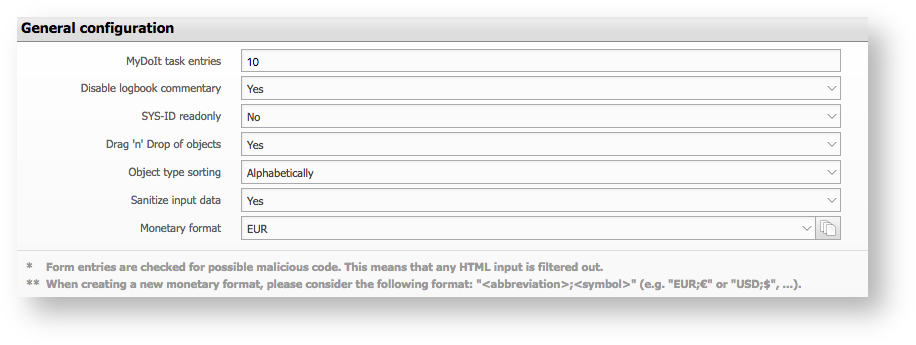 General configuration
MyDoIt task entries 10
Disable logbook commentary Yes
SYS-ID readonly No
Drag 'n' Drop of objects Yes
Object type sorting Alphabetically
Sanitize input data Yes
Monetary format EUR
* Form entries are checked for possible malicious code. This means that any HTML input is filtered out.
** When creating a new monetary format, please consider the following format: "<abbreviation>;<symbol>" (e.g. "EUR;€" or "USD;$", ...).